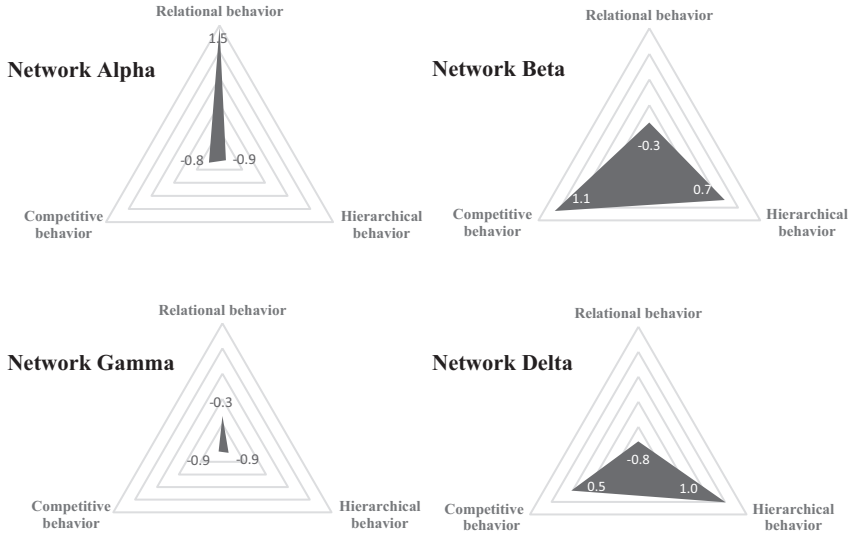 Relational behavior
1.5
Network Alpha
-0.8
-0.9
Competitive
behavior
Hierarchical
behavior
Relational behavior
Network Beta
-0.3
1.1
0.7
Competitive
behavior
Hierarchical
behavior
Relational behavior
Network Gamma
-0.3
-0.9
-0.9
Competitive
behavior
Hierarchical
behavior
Relational behavior
Network Delta
-0.8
0.5
1.0
Competitive
behavior
Hierarchical
behavior